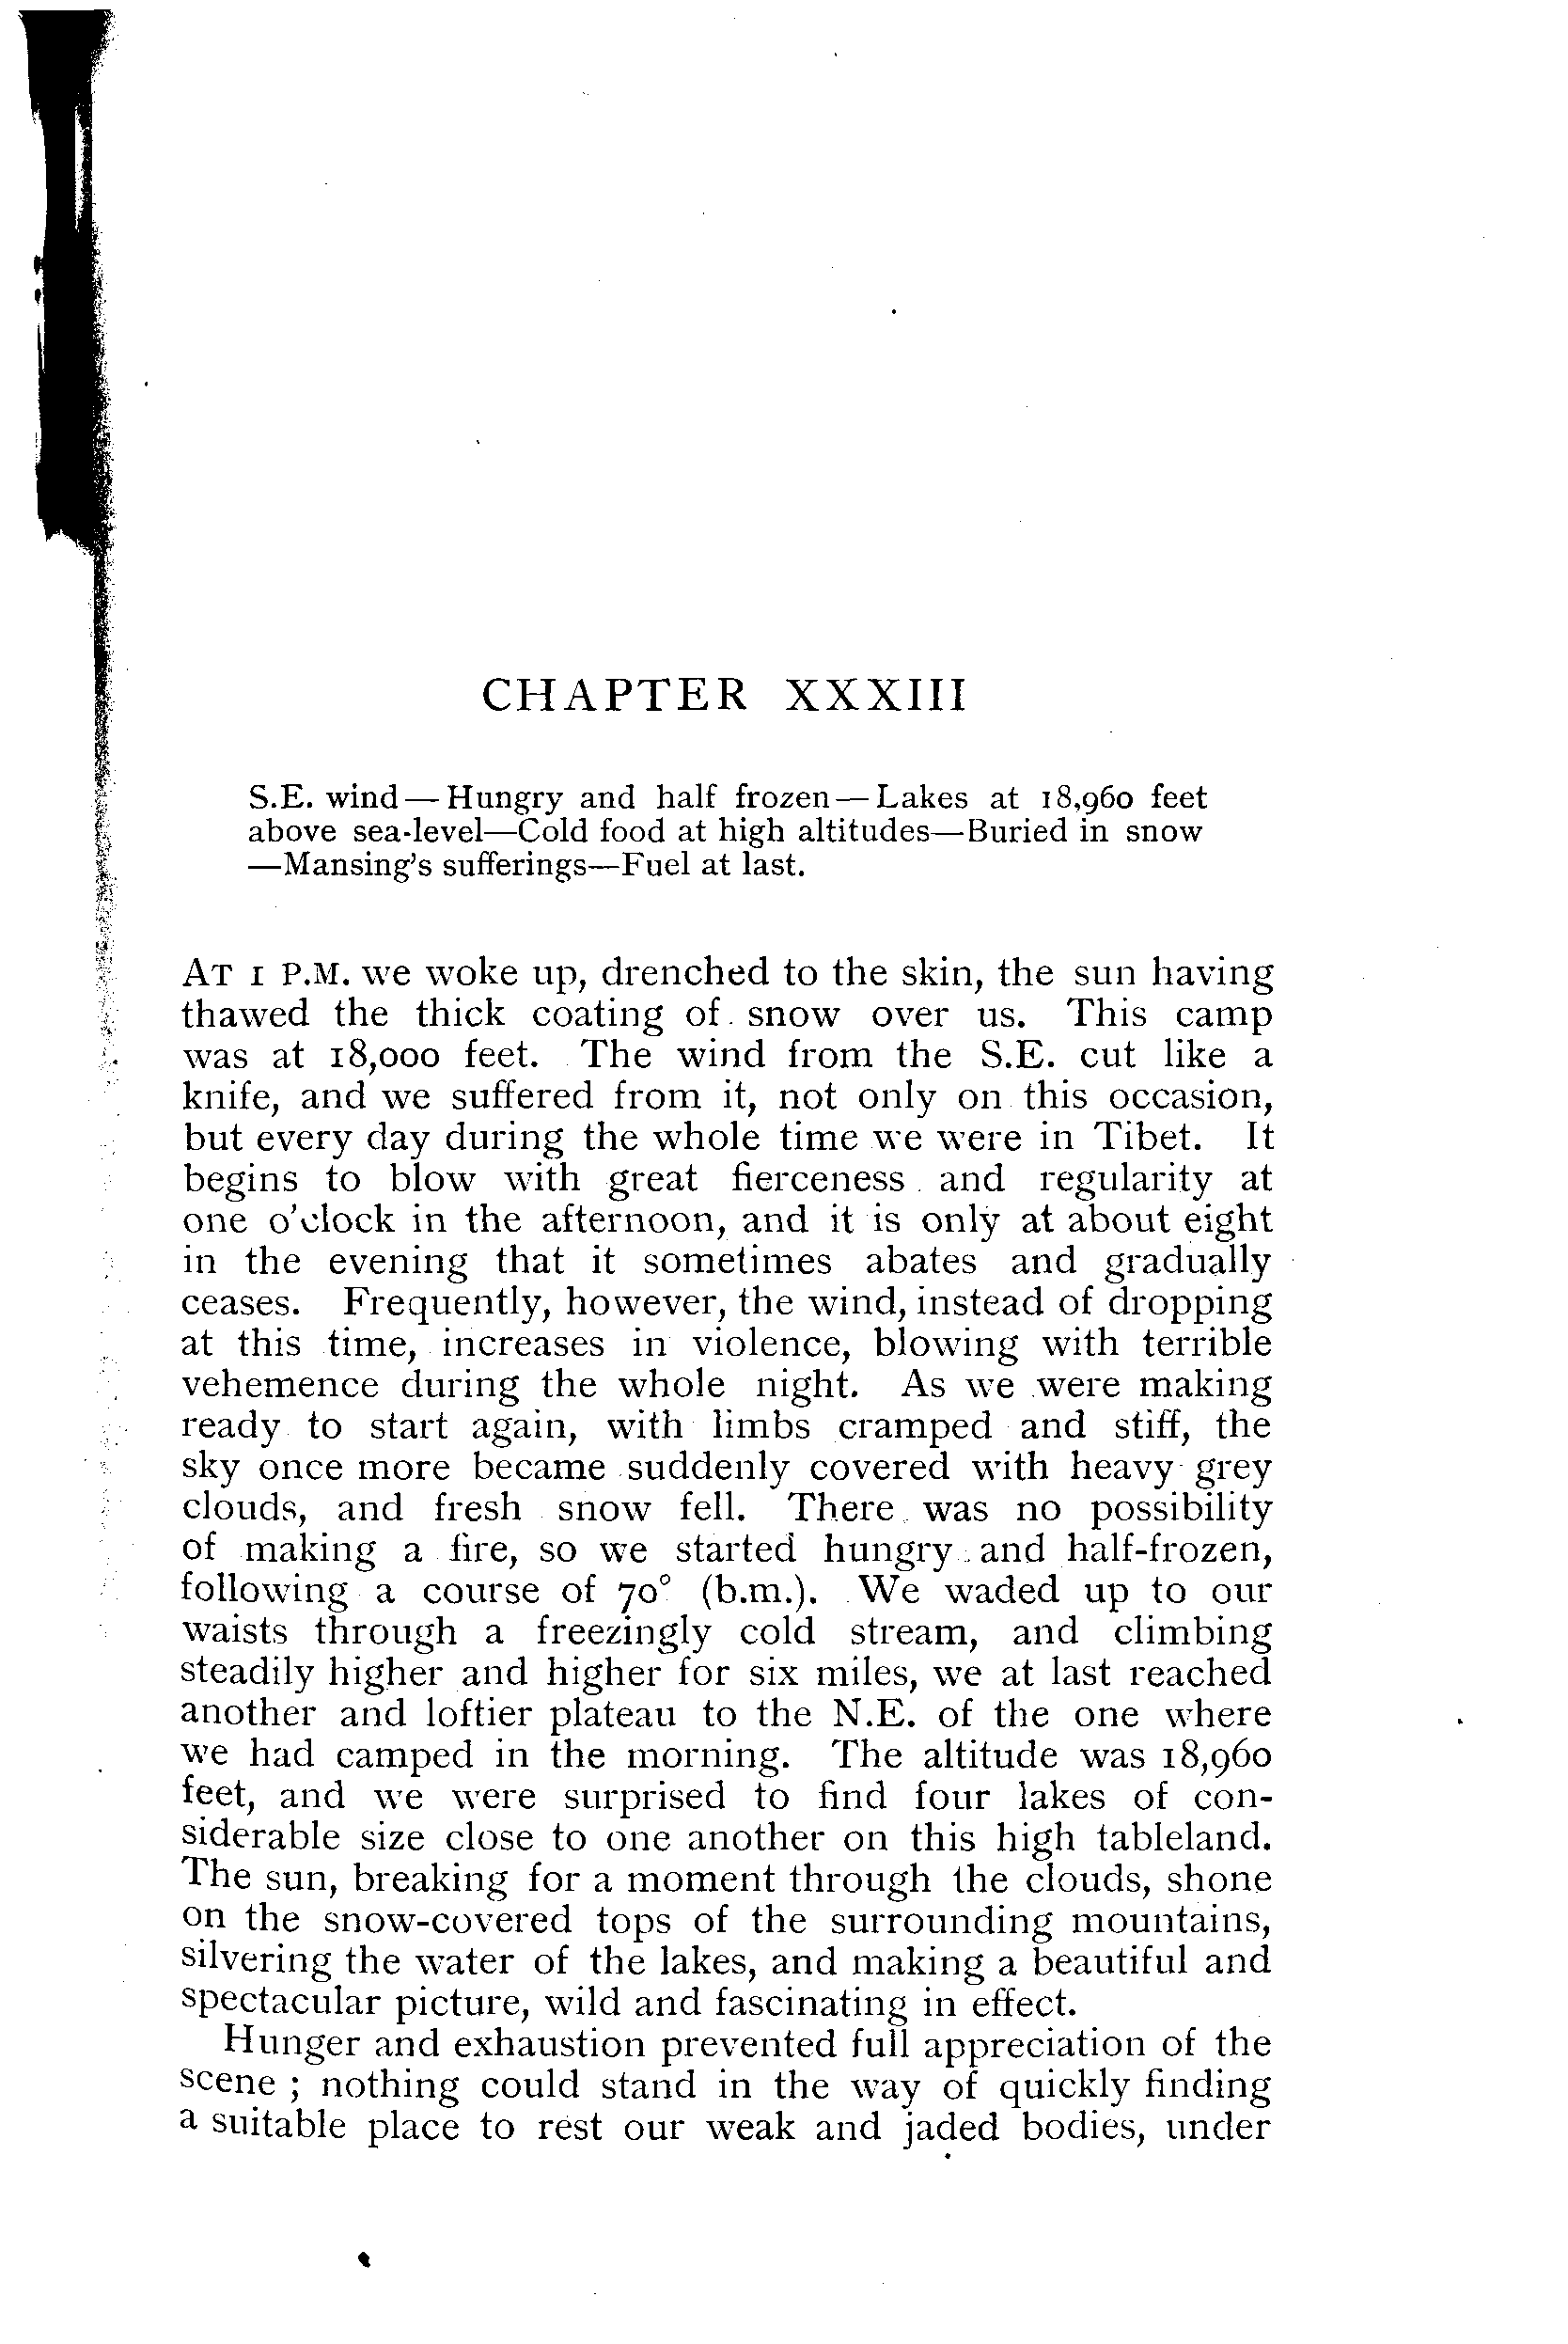 CHAPTER XXXIII
S.E. wind—Hungry and half frozen—Lakes at 18,960 feet
above sea-level—Cold food at high altitudes—Buried in snow
—Mansing's sufferings—Fuel at last.
AT 1 P.M. we woke up, drenched to the skin, the sun having
thawed the thick coating of snow over us. This camp
was at 18,000 feet. The wind from the S.E. cut like a
knife, and we suffered from it, not only on this occasion,
but every day during the whole time we were in Tibet. It
begins to blow with great fierceness and regularity at
one o'clock in the afternoon, and it is only at about eight
in the evening that it sometimes abates and gradually
ceases. Frequently, however, the wind, instead of dropping
at this time, increases in violence, blowing with terrible
vehemence during the whole night. As we were making
ready to start again, with limbs cramped and stiff, the
sky once more became suddenly covered with heavy grey
clouds, and fresh snow fell. There was no possibility
of making a fire, so we started hungry and half-frozen,
following a course of 70° (b.m.). We waded up to our
waists through a freezingly cold stream, and climbing
steadily higher and higher for six miles, we at last reached
another and loftier plateau to the N.E. of the one where
we had camped in the morning. The altitude was 18,960
feet, and we were surprised to find four lakes of con-
siderable size close to one another on this high tableland.
The sun, breaking for a moment through the clouds, shone
on the snow-covered tops of the surrounding mountains,
silvering the water of the lakes, and making a beautiful and
spectacular picture, wild and fascinating in effect.
Hunger and exhaustion prevented full appreciation of the
scene ; nothing could stand in the way of quickly finding
a suitable place to rest our weak and jaded bodies, under